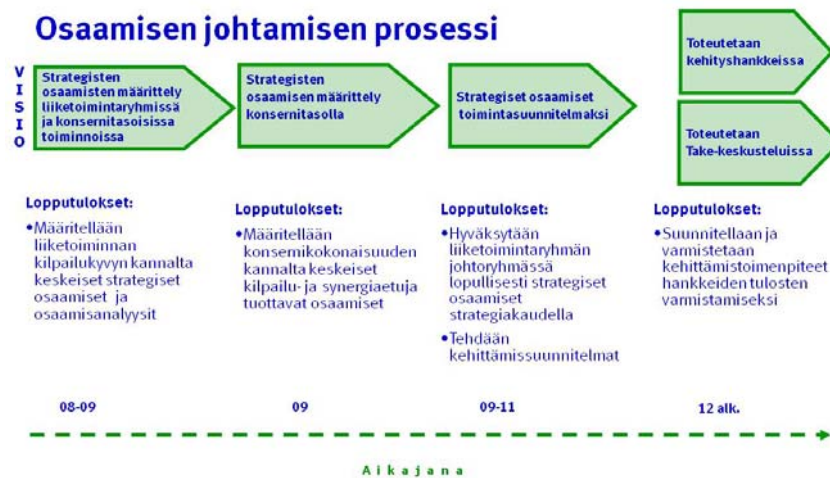 Osaamisen johtamisen prosessi
VISIO
Strategisten
osaamisten määrittely
liiketoimintaryhmissä
ja konsernitasoisissa
toiminnoissa
Strategisten
osaamisen määrittely
konsernitasolla
Strategiset osaamiset
toimintasuunnitelmaksi
Toteutetaan
kehityshankkeissa
Toteutetaan
Take-keskusteluissa
Lopputulokset:
•Määritellään
liiketoiminnan
kilpailukyvyn kannalta
keskeiset strategiset
osaamiset ja
osaamisanalyysit
Lopputulokset:
•Määritellään
konsernikokonaisuuden
kannalta keskeiset
kilpailu- ja synergiaetuja
tuottavat osaamiset
Lopputulokset:
•Hyväksytään
liiketoimintaryhmän
johtoryhmässä
lopullisesti strategiset
osaamiset
strategiakaudella
•Tehdään
kehittämissuunnitelmat
Lopputulokset:
•Suunnitellaan ja
varmistetaan
kehittämistoimenpiteet
hankkeiden tulosten
varmistamiseksi
08-09
09
09-11
12 alk.
Aikajana